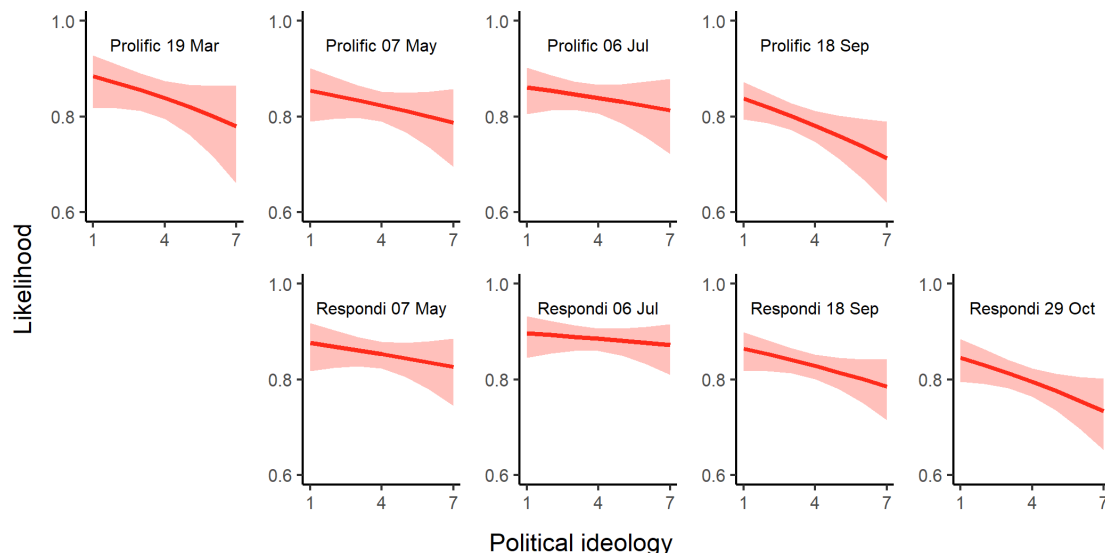 1.0
0.8
0.6
Prolific 19 Mar
1 4 7
1.0
0.8
0.6
Prolific 07 May
1 4 7
1.0
0.8
0.6
Prolific 06 Jul
1 4 7
1.0
0.8
0.6
Prolific 18 Sep
1 4 7
Likelihood
1.0
0.8
0.6
Respondi 07 May
1 4 7
1.0
0.8
0.6
Respondi 06 Jul
1 4 7
1.0
0.8
0.6
Respondi 18 Sep
1 4 7
1.0
0.8
0.6
Respondi 29 Oct
1 4 7
Political ideology